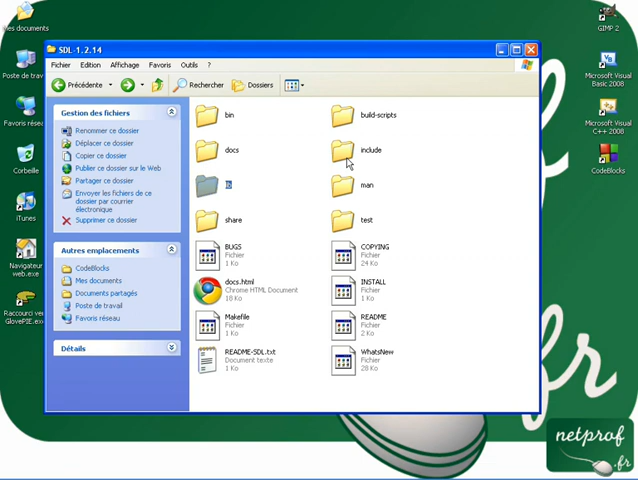 es documents
SDL-1.2.14
GIMP 2
Fichier Edition Affichage Favoris Outils ?
Poste de trav
Précédente Rechercher Dossiers
Microsoft Visual
Basic 2008
Gestion des fichiers
bin build-scripts
Favoris résea
Renommer ce dossier
Déplacer ce dossier
Copier ce dossier
docs include
Microsoft Visual
C++ 2008
Publier ce dossier sur le Web
Partager ce dossier
Envoyer les fichiers de ce
dossier par courrier
électronique
Supprimer ce dossier
lib man
Corbeille
CodeBlocks
iTunes
share test
Autres emplacements
CodeBlocks
Mes documents
Documents partagés
Poste de travail
Favoris réseau
BUGS
Fichier
1 Ko
COPYING
Fichier
24 Ko
Navigateur
web.exe
docs.html
Chrome HTML Document
18 Ko
INSTALL
Fichier
1 Ko
Raccourci ve
GlovePIE.exe
Makefile
Fichier
1 Ko
README
Fichier
2 Ko
Détails
README-SDL.txt
Document texte
1 Ko
WhatsNew
Fichier
28 Ko
.fr
netprof
.fr